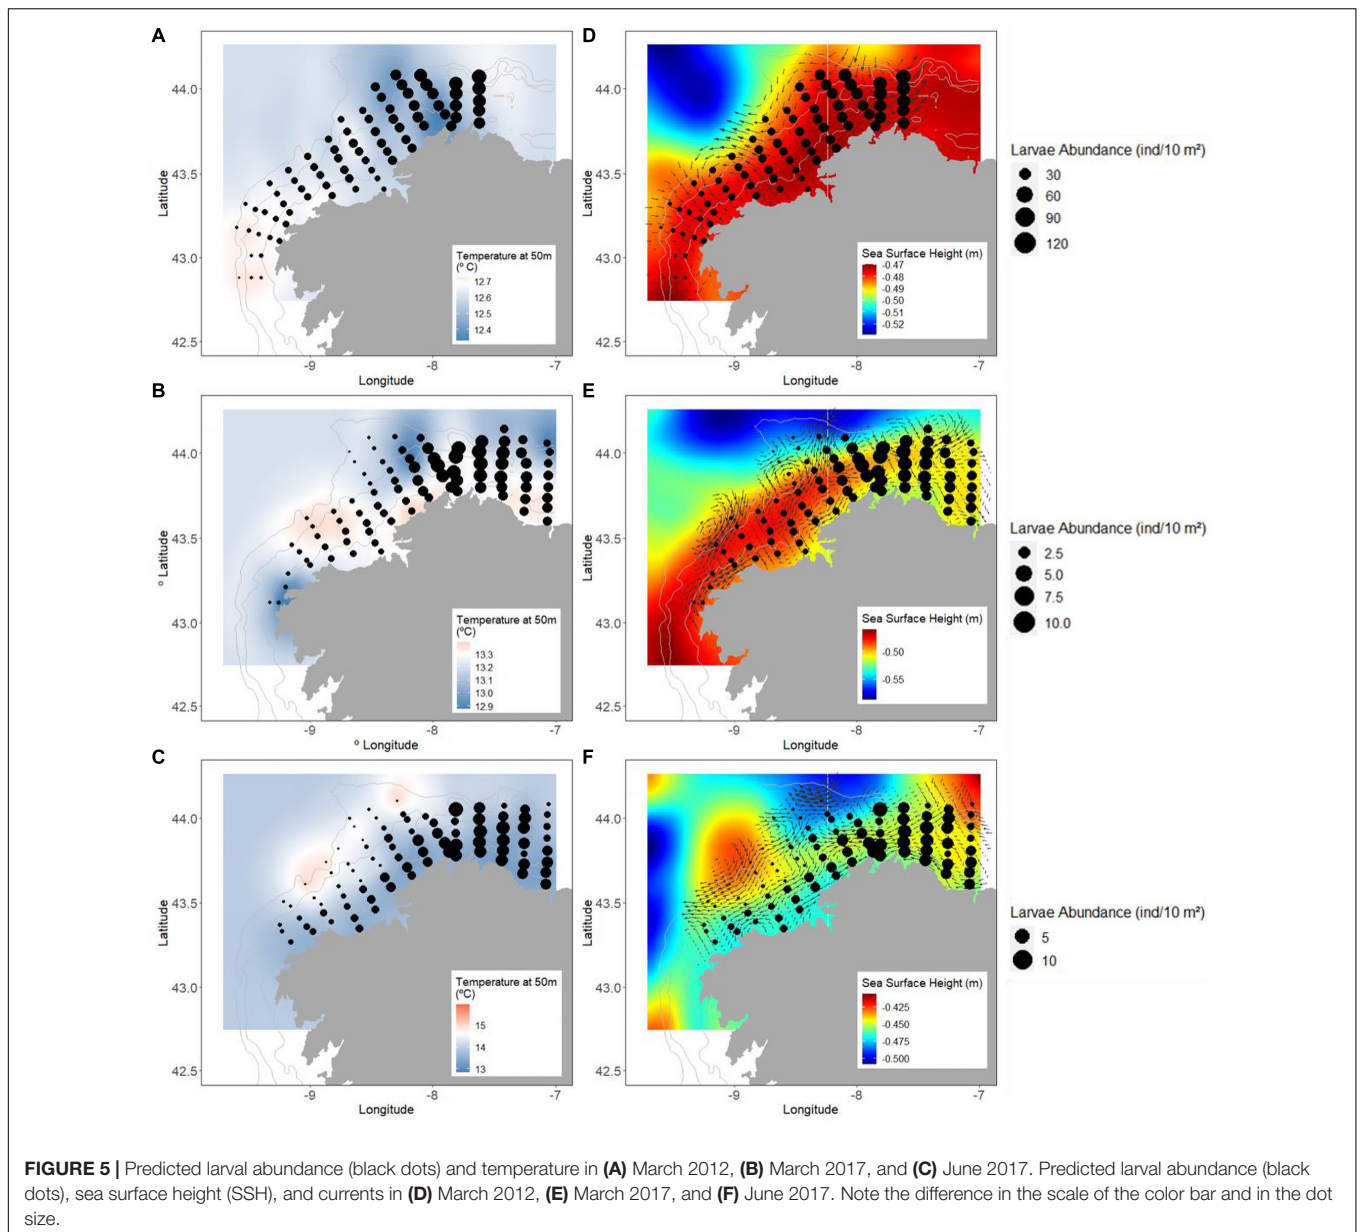 A
44.0
43.5
43.0
42.5
Latitude
Temperature at 50m
(º C)
12.7
12.6
12.5
12.4
-9
-8
-7
Longitude
D
44.0
43.5
43.0
42.5
Latitude
Sea Surface Height (m)
-0.47
-0.48
-0.49
-0.50
-0.51
-0.52
-9
-8
-7
Longitude
Larvae Abundance (ind/10 m²)
30
60
90
120
B
44.0
43.5
43.0
42.5
º Latitude
Temperature at 50m
(ºC)
13.3
13.2
13.1
13.0
12.9
-9
-8
-7
º Longitude
E
44.0
43.5
43.0
42.5
Latitude
Sea Surface Height (m)
-0.50
-0.55
-9
-8
-7
Longitude
Larvae Abundance (ind/10 m²)
2.5
5.0
7.5
10.0
C
44.0
43.5
43.0
42.5
Latitude
Temperature at 50m
(ºC)
15
14
13
-9
-8
-7
Longitude
F
44.0
43.5
43.0
42.5
Latitude
Sea Surface Height (m)
-0.425
-0.450
-0.475
-0.500
-9
-8
-7
Longitude
Larvae Abundance (ind/10 m²)
5
10
FIGURE 5 | Predicted larval abundance (black dots) and temperature in (A) March 2012, (B) March 2017, and (C) June 2017. Predicted larval abundance (black
dots), sea surface height (SSH), and currents in (D) March 2012, (E) March 2017, and (F) June 2017. Note the difference in the scale of the color bar and in the dot
size.